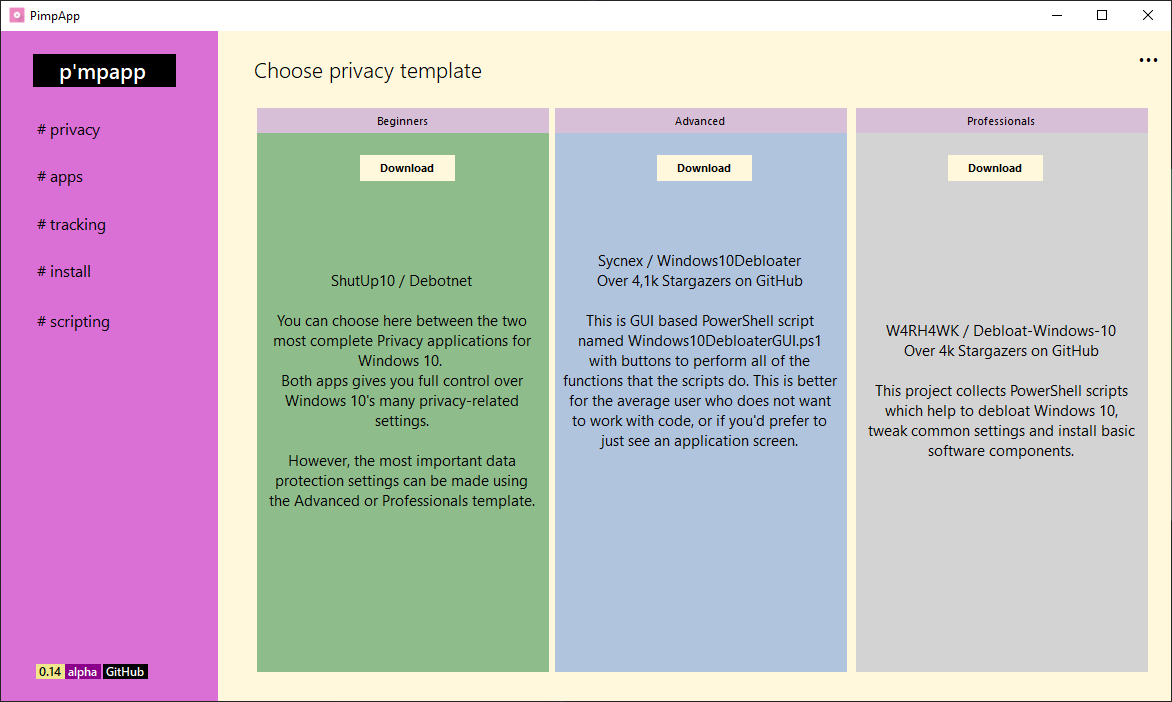 PimpApp
p'mpapp
# privacy
# apps
# tracking
# install
# scripting
0.14 alpha GitHub
Choose privacy template
Beginners
Download
ShutUp10 / Debotnet
You can choose here between the two
most complete Privacy applications for
Windows 10.
Both apps gives you full control over
Windows 10's many privacy-related
settings.
However, the most important data
protection settings can be made using
the Advanced or Professionals template.
Advanced
Download
Sycnex / Windows10Debloater
Over 4,1k Stargazers on GitHub
This is GUI based PowerShell script
named Windows10DebloaterGUI.ps1
with buttons to perform all of the
functions that the scripts do. This is better
for the average user who does not want
to work with code, or if you'd prefer to
just see an application screen.
Professionals
Download
W4RH4WK / Debloat-Windows-10
Over 4k Stargazers on GitHub
This project collects PowerShell scripts
which help to debloat Windows 10,
tweak common settings and install basic
software components.